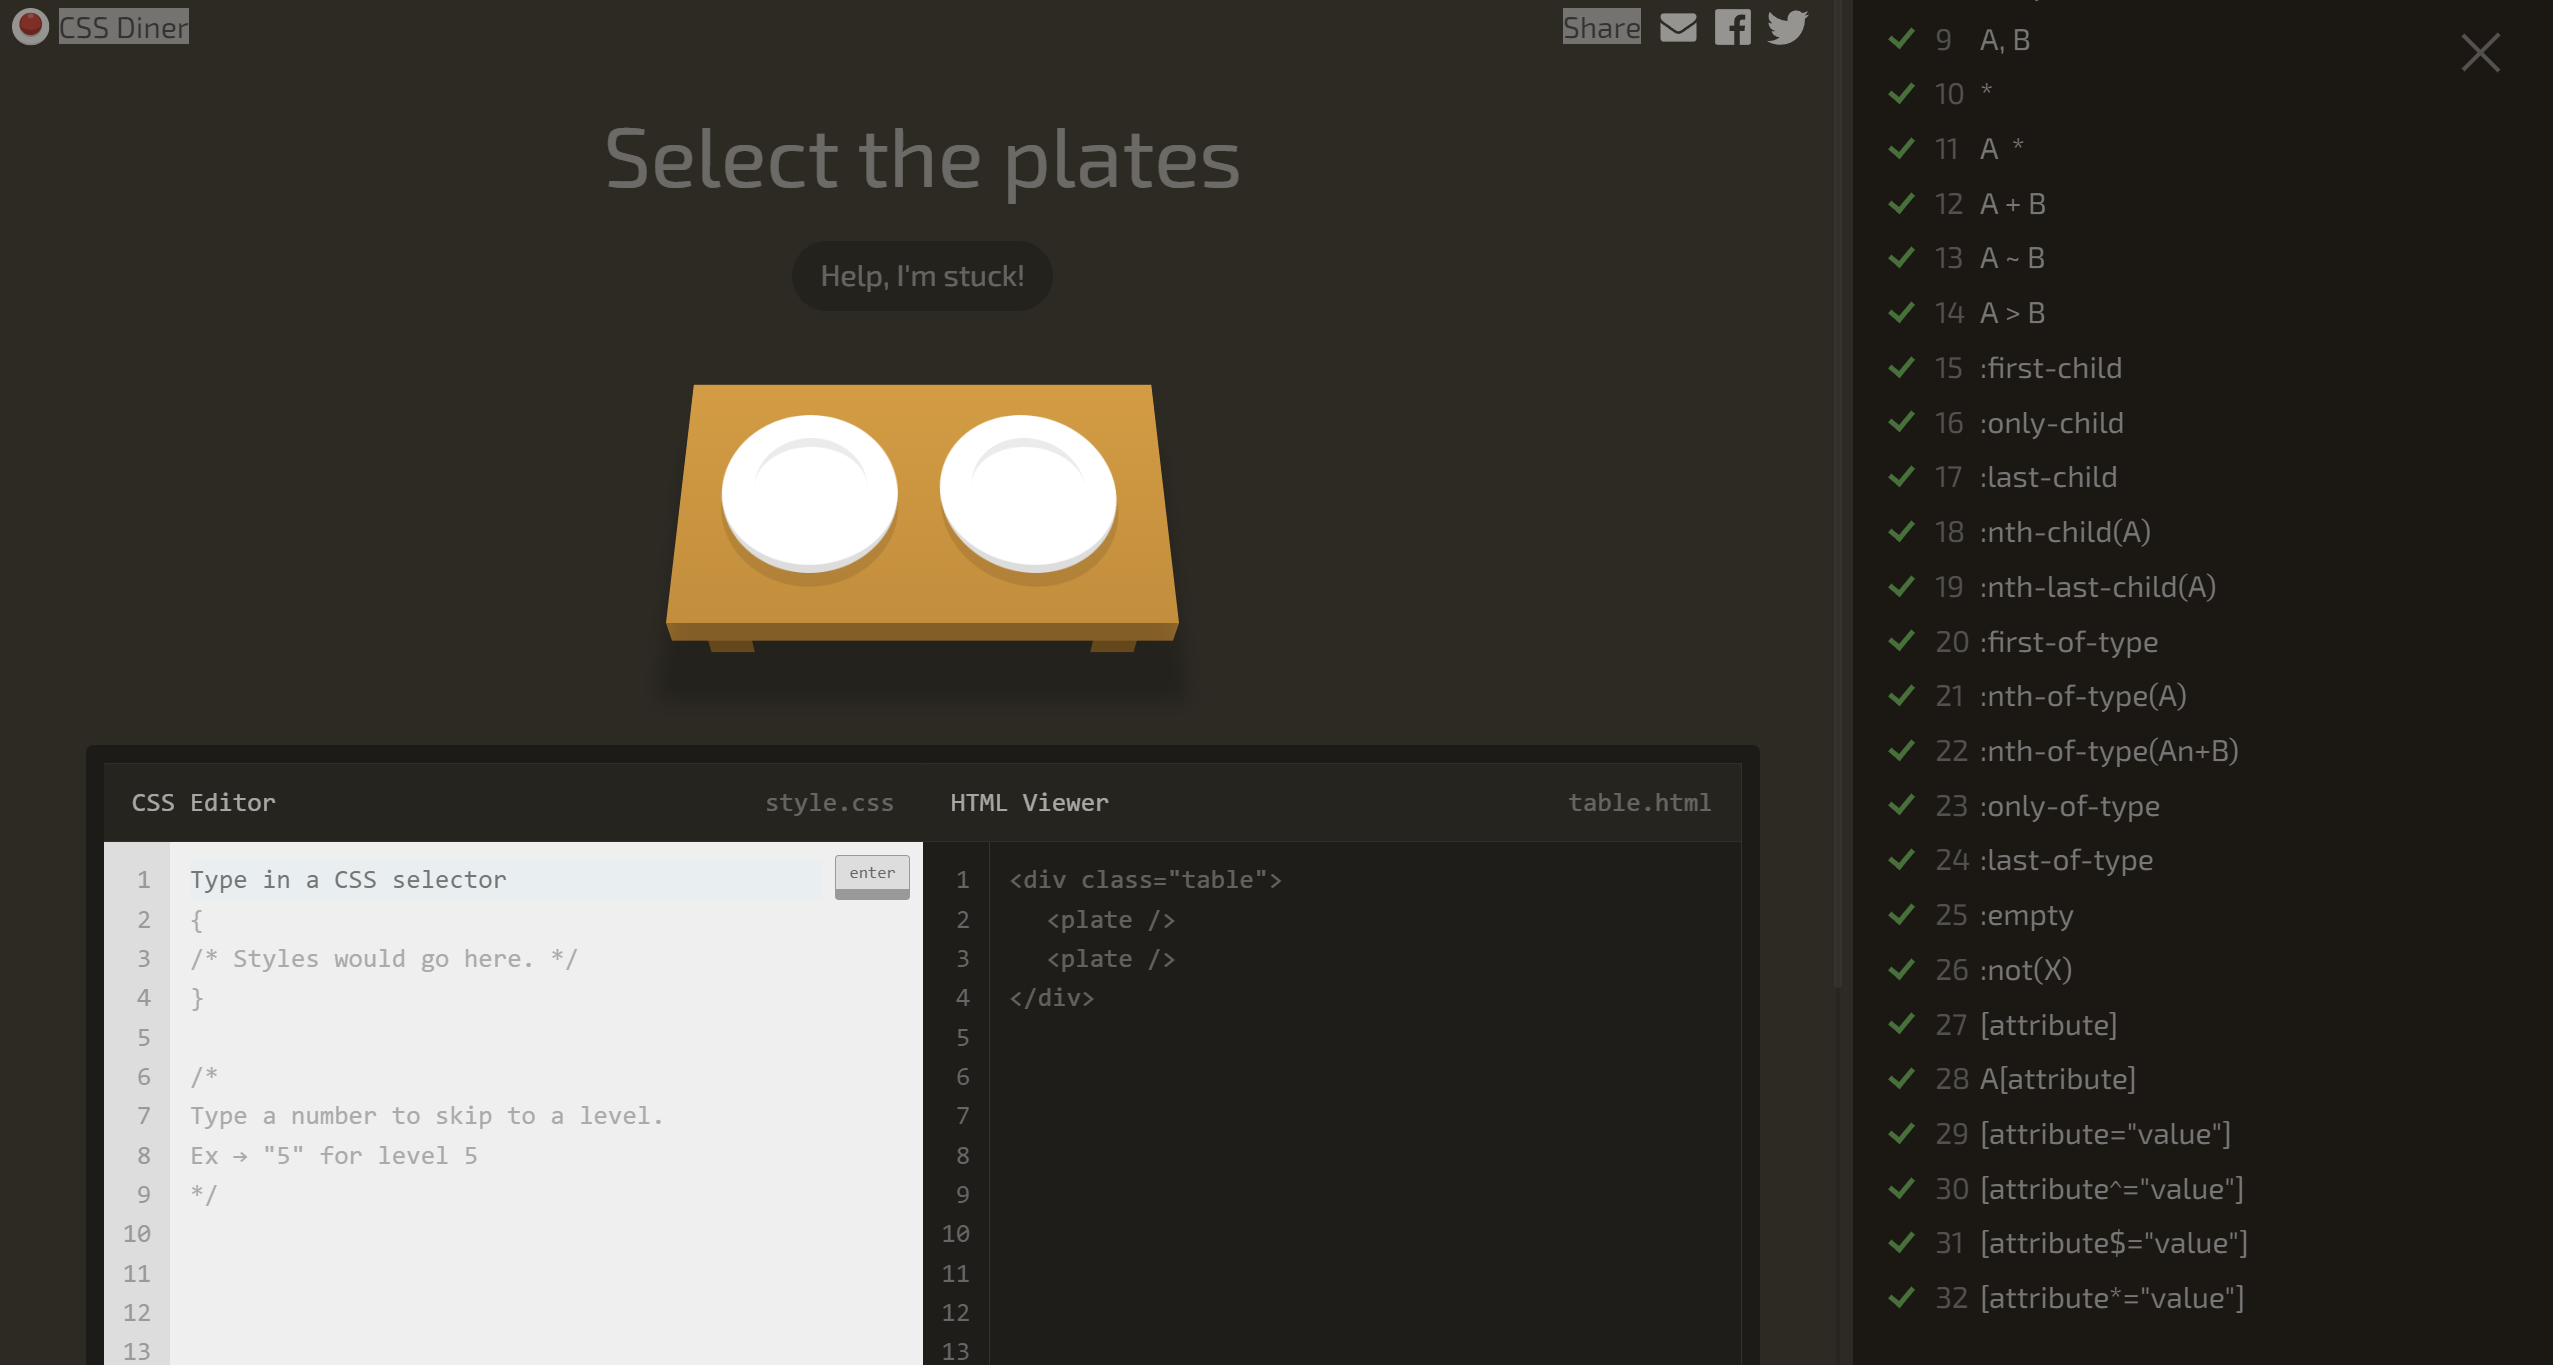 CSS Diner
Share
Select the plates
Help, I'm stuck!
CSS Editor
style.css
1 Type in a CSS selector
enter
2 {
3 /* Styles would go here. */
4 }
5
6 /*
7 Type a number to skip to a level.
8 Ex → "5" for level 5
9 */
10
11
12
13
HTML Viewer
table.html
1 <div class="table">
2 <plate />
3 <plate />
4 </div>
5
6
7
8
9
10
11
12
13
9 A, B
10 *
11 A *
12 A + B
13 A ~ B
14 A > B
15 :first-child
16 :only-child
17 :last-child
18 :nth-child(A)
19 :nth-last-child(A)
20 :first-of-type
21 :nth-of-type(A)
22 :nth-of-type(An+B)
23 :only-of-type
24 :last-of-type
25 :empty
26 :not(X)
27 [attribute]
28 A[attribute]
29 [attribute="value"]
30 [attribute^="value"]
31 [attribute$="value"]
32 [attribute*="value"]